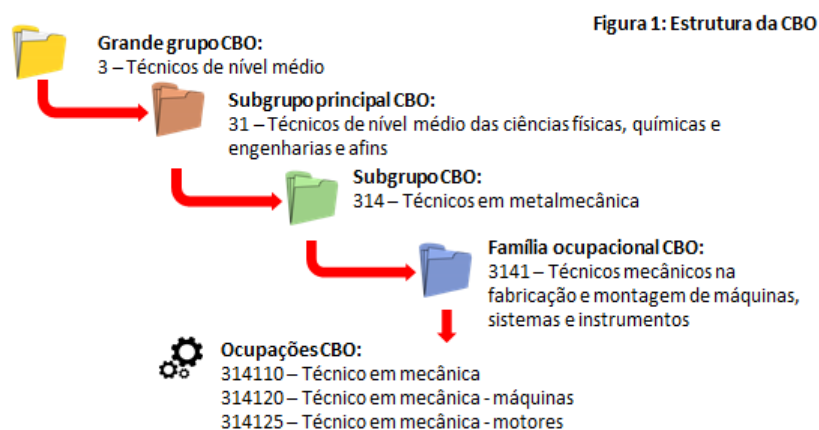 Figura 1: Estrutura da CBO
Grande grupo CBO:
3 – Técnicos de nível médio
Subgrupo principal CBO:
31 – Técnicos de nível médio das ciências físicas, químicas e
engenharias e afins
Subgrupo CBO:
314 – Técnicos em metalmecânica
Família ocupacional CBO:
3141 – Técnicos mecânicos na
fabricação e montagem de máquinas,
sistemas e instrumentos
Ocupações CBO:
314110 – Técnico em mecânica
314120 – Técnico em mecânica - máquinas
314125 – Técnico em mecânica - motores